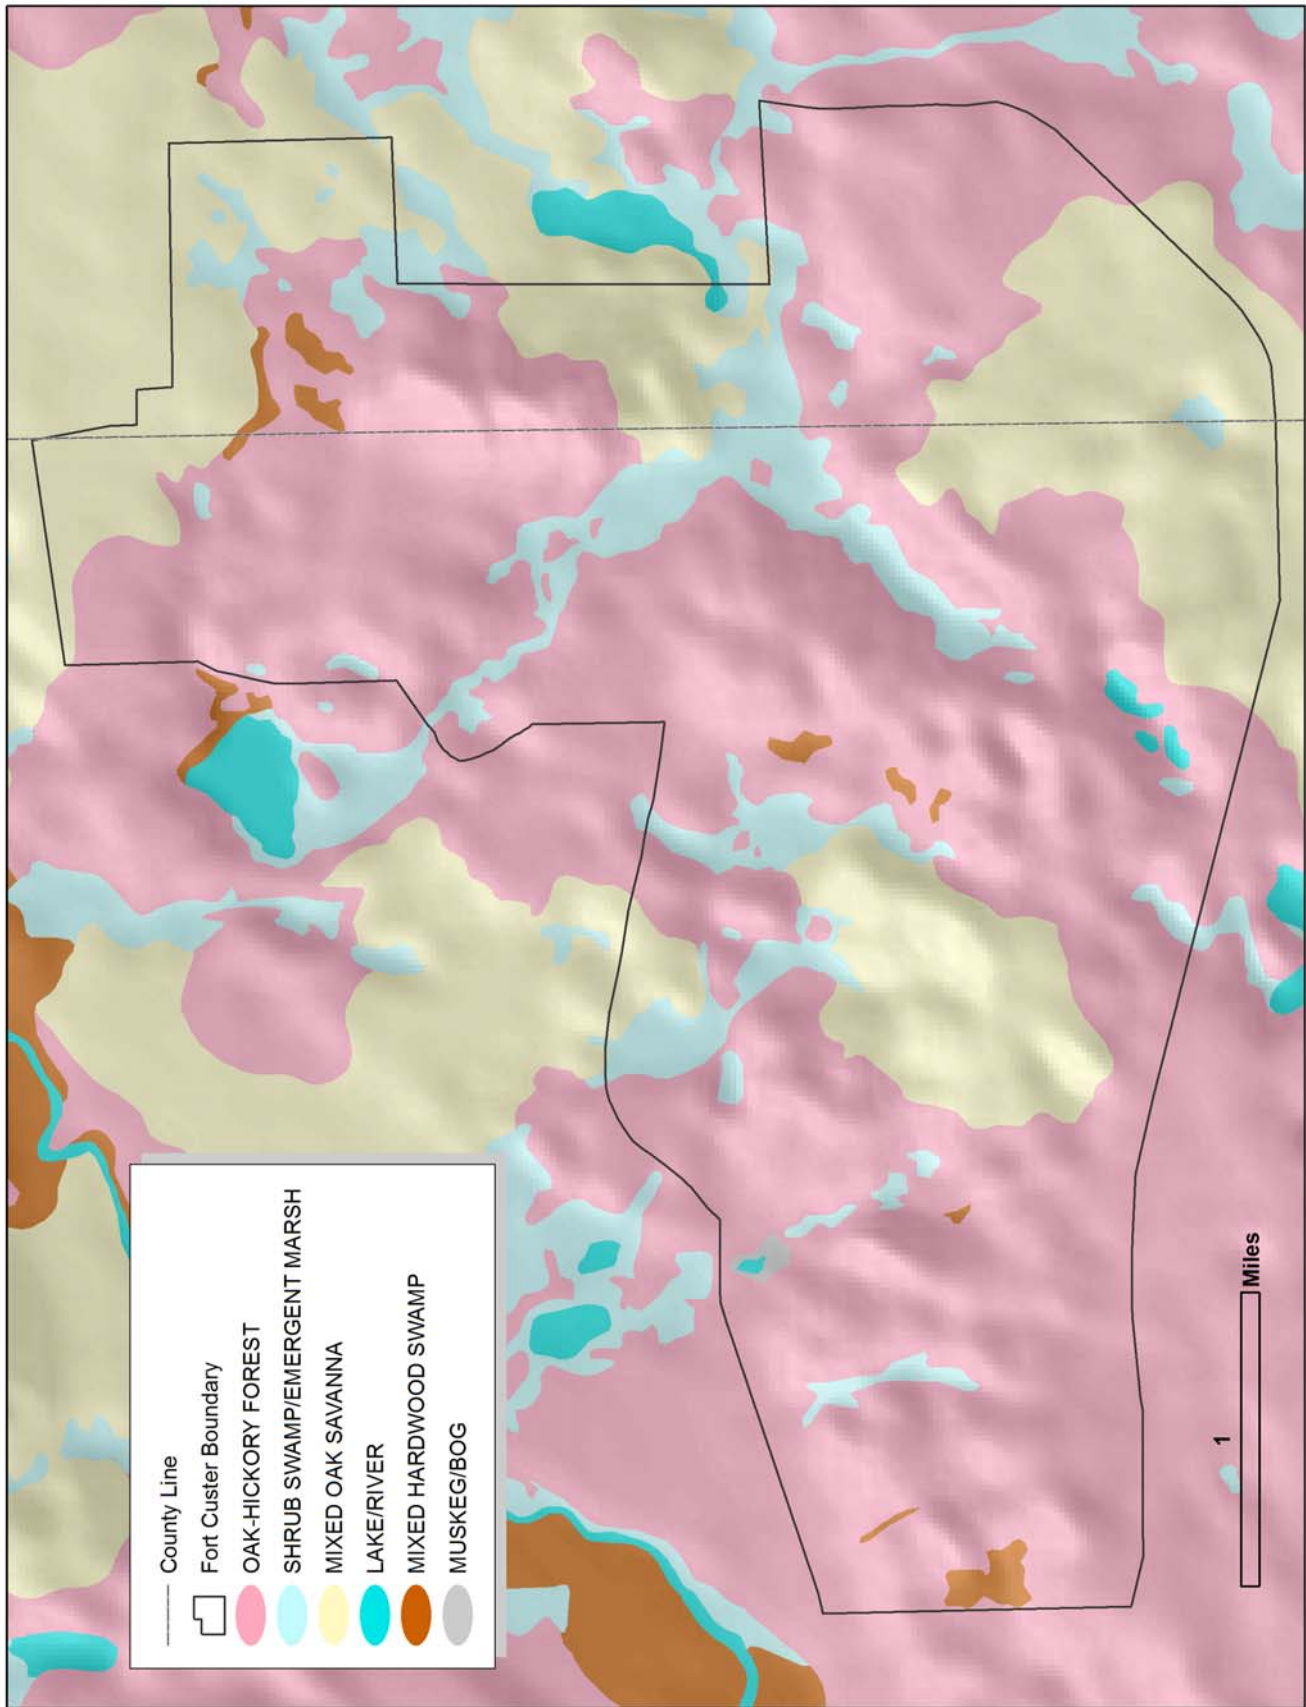 County Line
Fort Custer Boundary
OAK-HICKORY FOREST
SHRUB SWAMP/EMERGENT MARSH
MIXED OAK SAVANNA
LAKE/RIVER
MIXED HARDWOOD SWAMP
MUSKEG/BOG
1
Miles